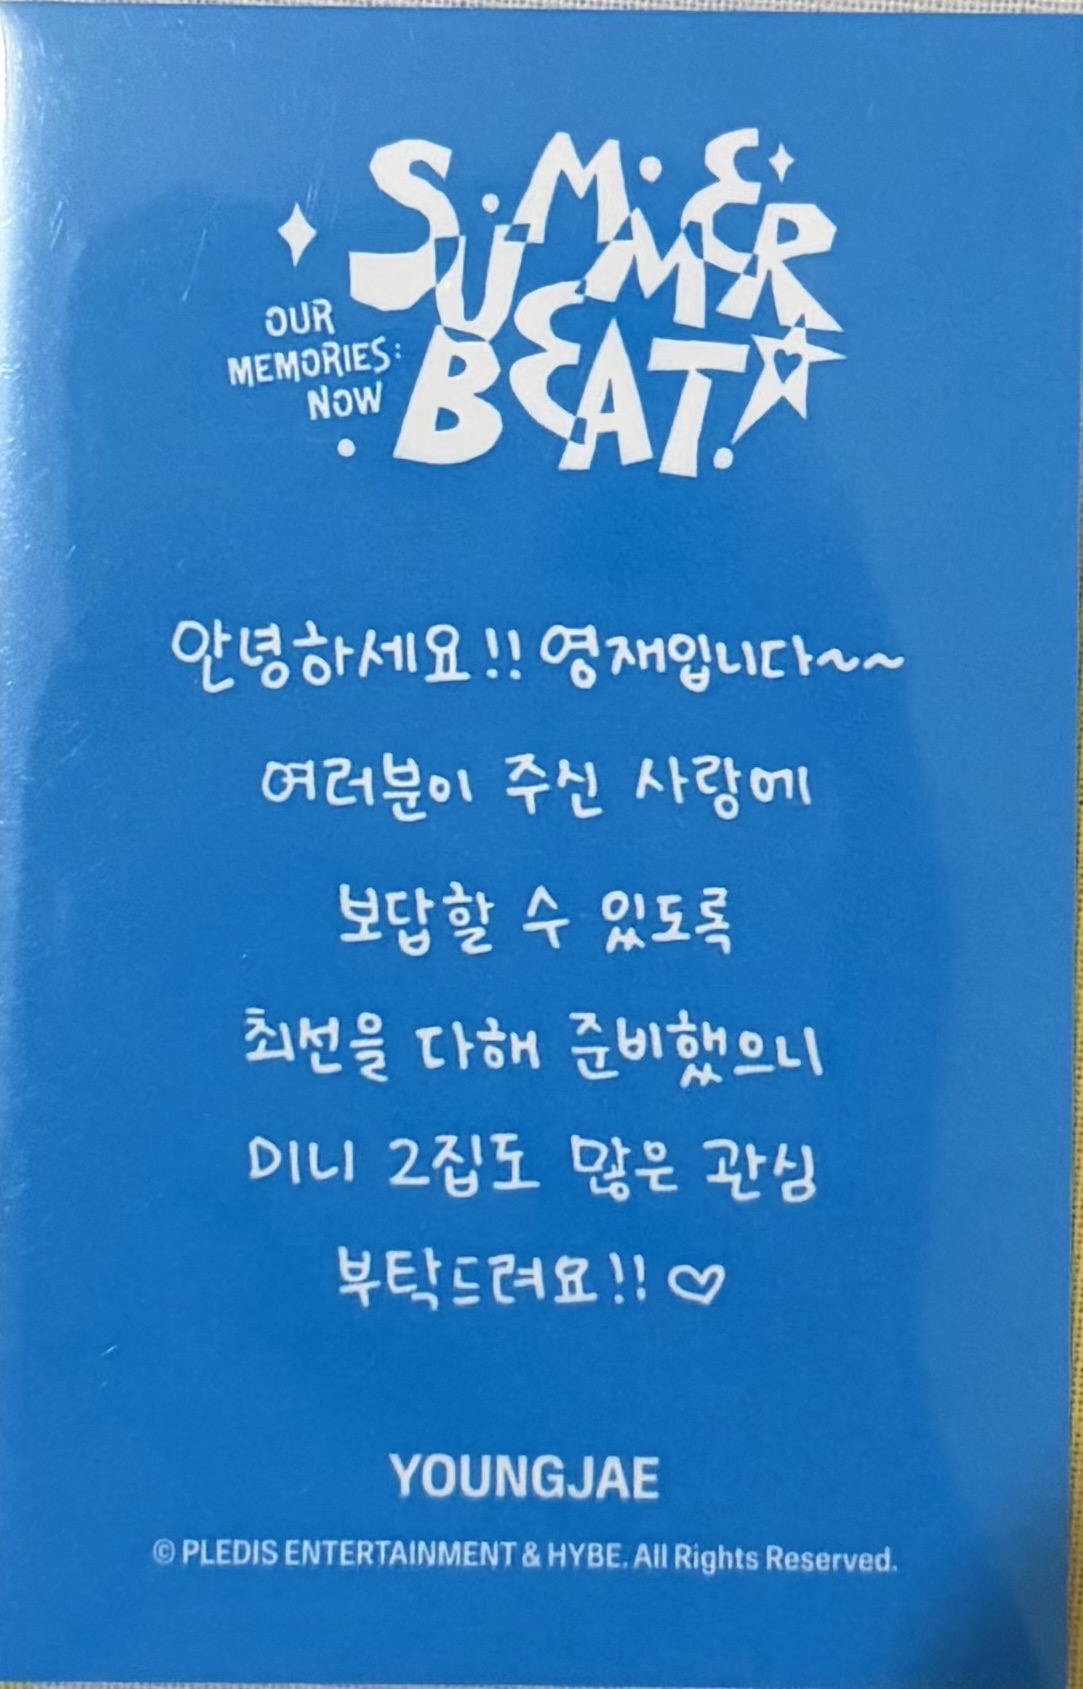 SUMMER
BEAT!
OUR
MEMORIES:
NOW
안녕하세요!! 영재입니다~~
여러분이 주신 사랑에
보답할 수 있도록
최선을 다해 준비했으니
미니 2집도 많은 관심
부탁드려요!! ♡
YOUNGJAE
© PLEDIS ENTERTAINMENT & HYBE. All Rights Reserved.